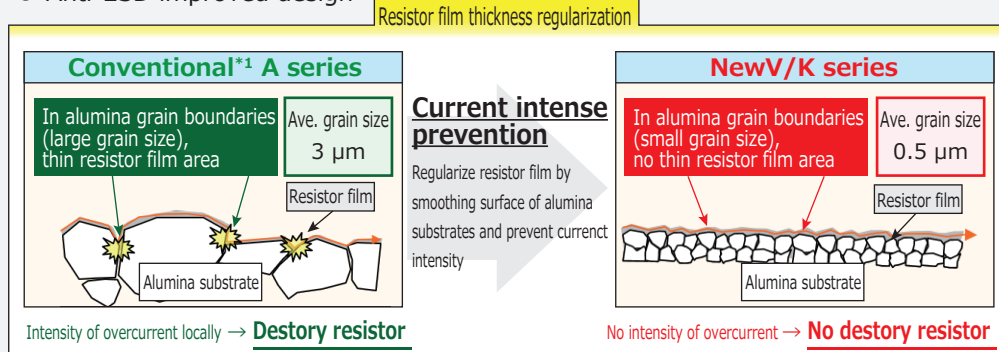 Anti-ESD improved design
Resistor film thickness regularization
Conventional*1 A series
In alumina grain boundaries
(large grain size),
thin resistor film area
Ave. grain size
3 μm
Resistor film
Alumina substrate
Intensity of overcurrent locally → Destory resistor
Current intense
prevention
Regularize resistor film by
smoothing surface of alumina
substrates and prevent currenct
intensity
NewV/K series
In alumina grain boundaries
(small grain size),
no thin resistor film area
Ave. grain size
0.5 μm
Resistor film
Alumina substrate
No intensity of overcurrent → No destory resistor